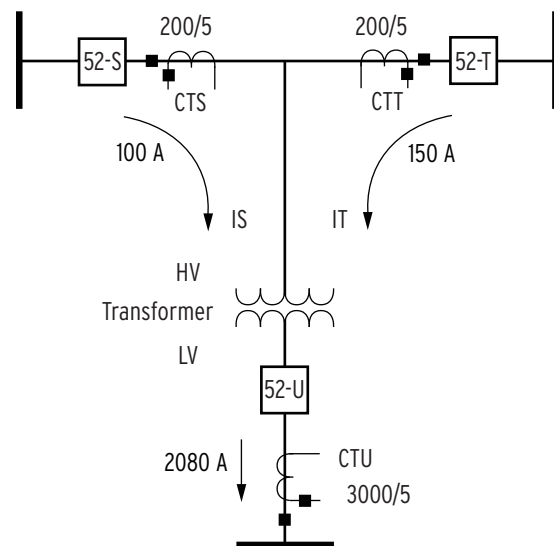 200/5
200/5
52-S
52-T
CTS
CTT
100 A
150 A
IS
IT
HV
Transformer
LV
52-U
2080 A
CTU
3000/5